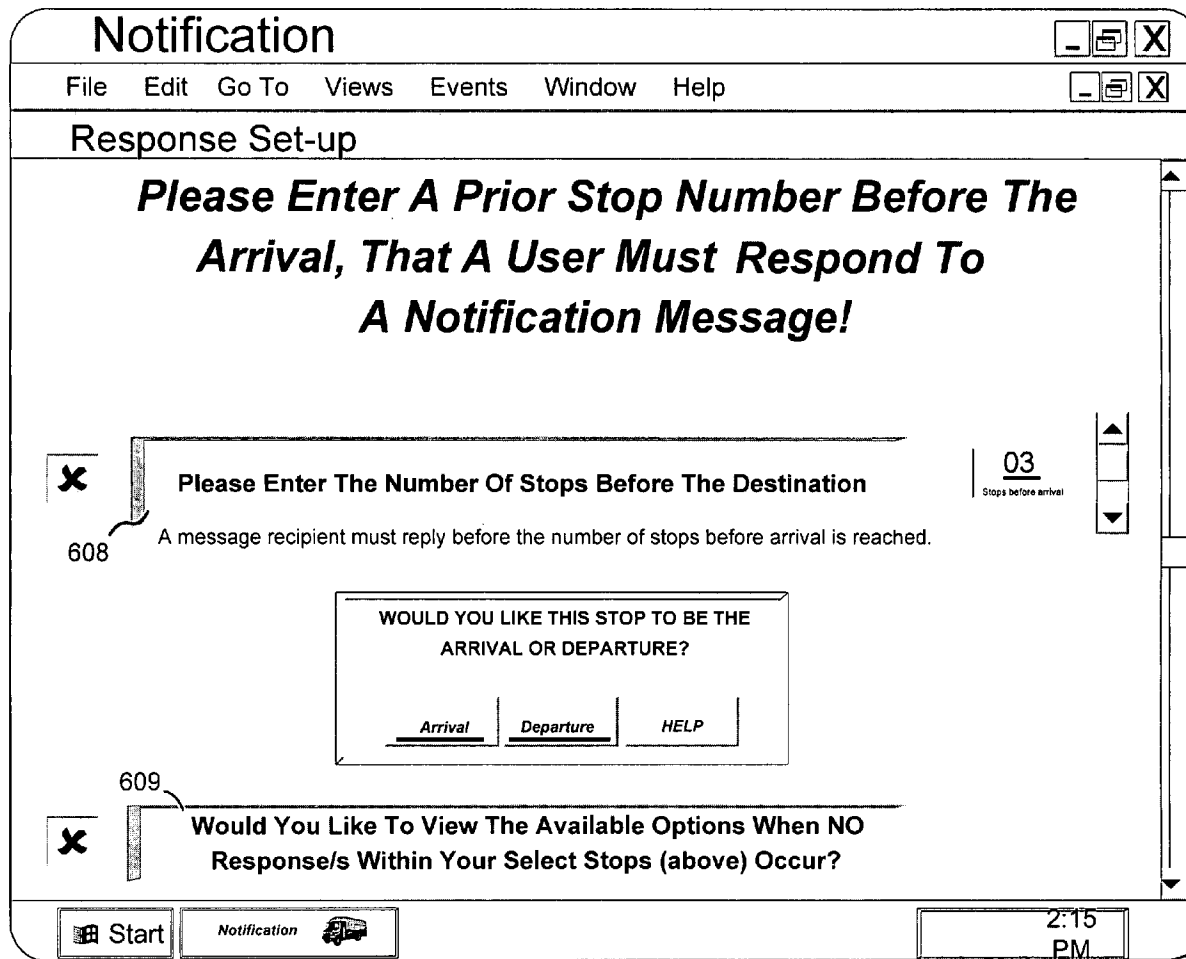 Notification
File Edit Go To Views Events Window Help
Response Set-up
Please Enter A Prior Stop Number Before The
Arrival, That A User Must Respond To
A Notification Message!
Please Enter The Number Of Stops Before The Destination
03
Stops before arrival
608
A message recipient must reply before the number of stops before arrival is reached.
WOULD YOU LIKE THIS STOP TO BE THE
ARRIVAL OR DEPARTURE?
Arrival Departure HELP
609
Would You Like To View The Available Options When NO
Response/s Within Your Select Stops (above) Occur?
Start Notification 2:15
PM